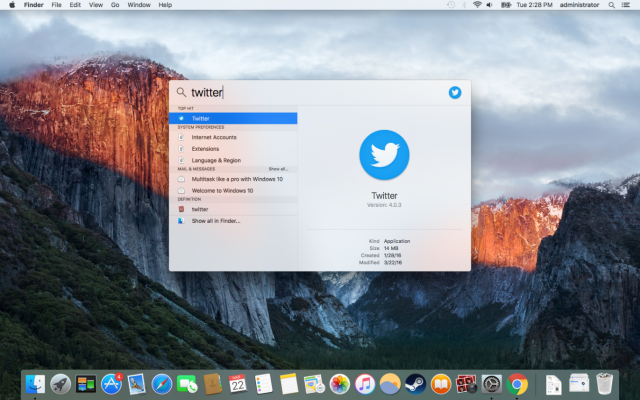 Finder File Edit View Go Window Help
Tue 2:28 PM administrator
twitter
TOP HIT
Twitter
SYSTEM PREFERENCES
Internet Accounts
Extensions
Language & Region
MAIL & MESSAGES Show all...
Multitask like a pro with Windows 10
Welcome to Windows 10
DEFINITION
twitter
Show all in Finder...
Twitter
Version: 4.0.3
Kind Application
Size 14 MB
Created 1/28/16
Modified 3/22/16
4
22